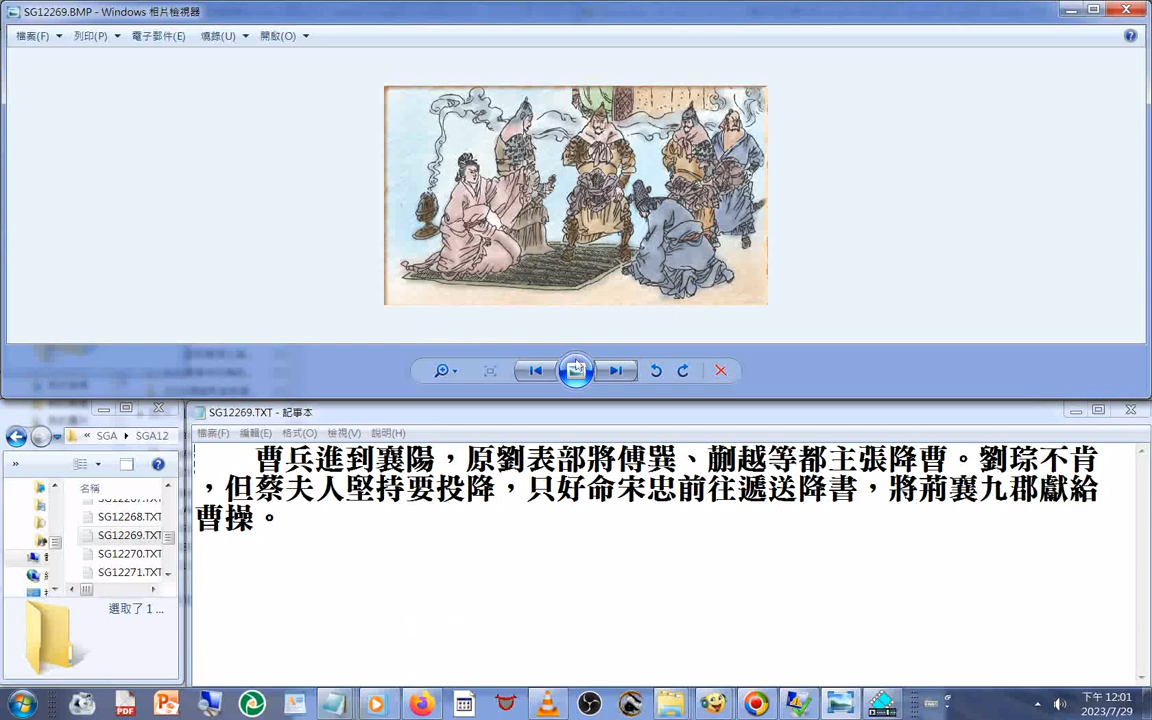 SG12269.BMP - Windows 相片檢視器
檔案(F) 列印(P) 電子郵件(E) 燒錄(U) 開啟(O)
« SGA SGA12
»
名稱
SG12268.TXT
SG12269.TXT
SG12270.TXT
SG12271.TXT
選取了 1 ...
SG12269.TXT - 記事本
檔案(F) 編輯(E) 格式(O) 檢視(V) 說明(H)
曹兵進到襄陽，原劉表部將傅巽、蒯越等都主張降曹。劉琮不肯
，但蔡夫人堅持要投降，只好命宋忠前往遞送降書，將荊襄九郡獻給
曹操。
PDF
下午 12:01
2023/7/29